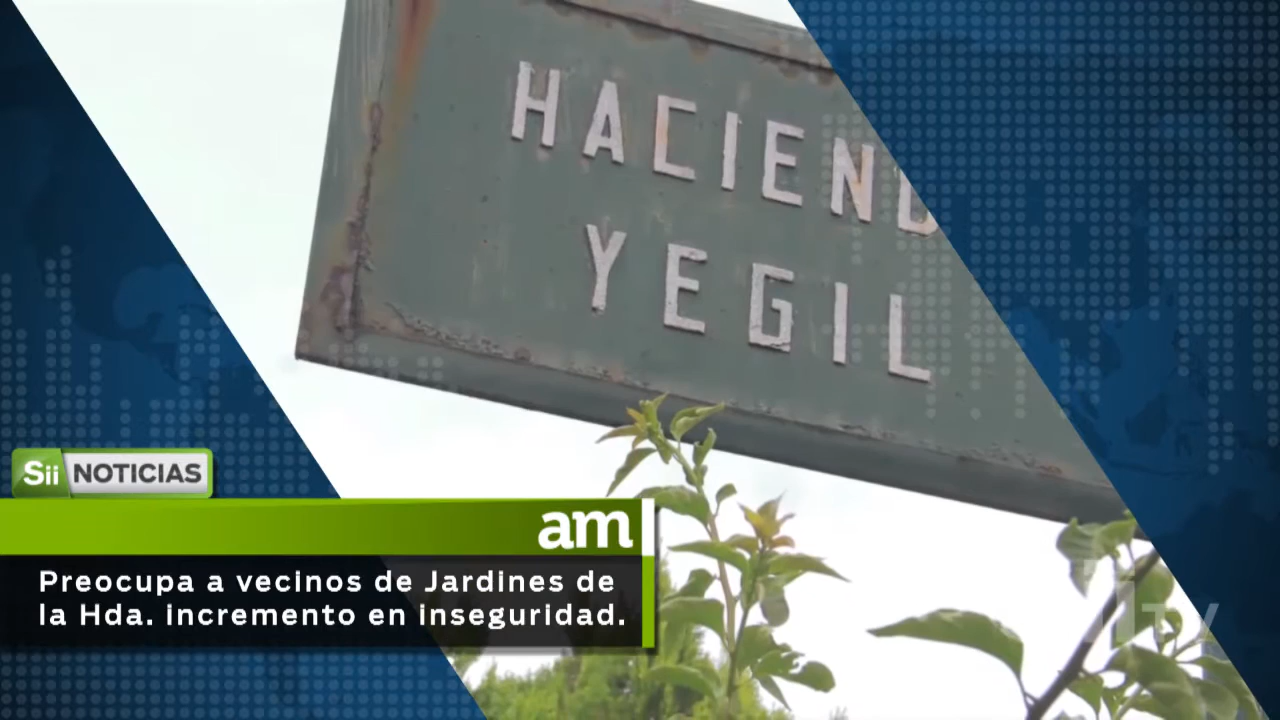 HACIEND
YEGIL
Sii NOTICIAS
am
Preocupa a vecinos de Jardines de
la Hda. incremento en inseguridad.